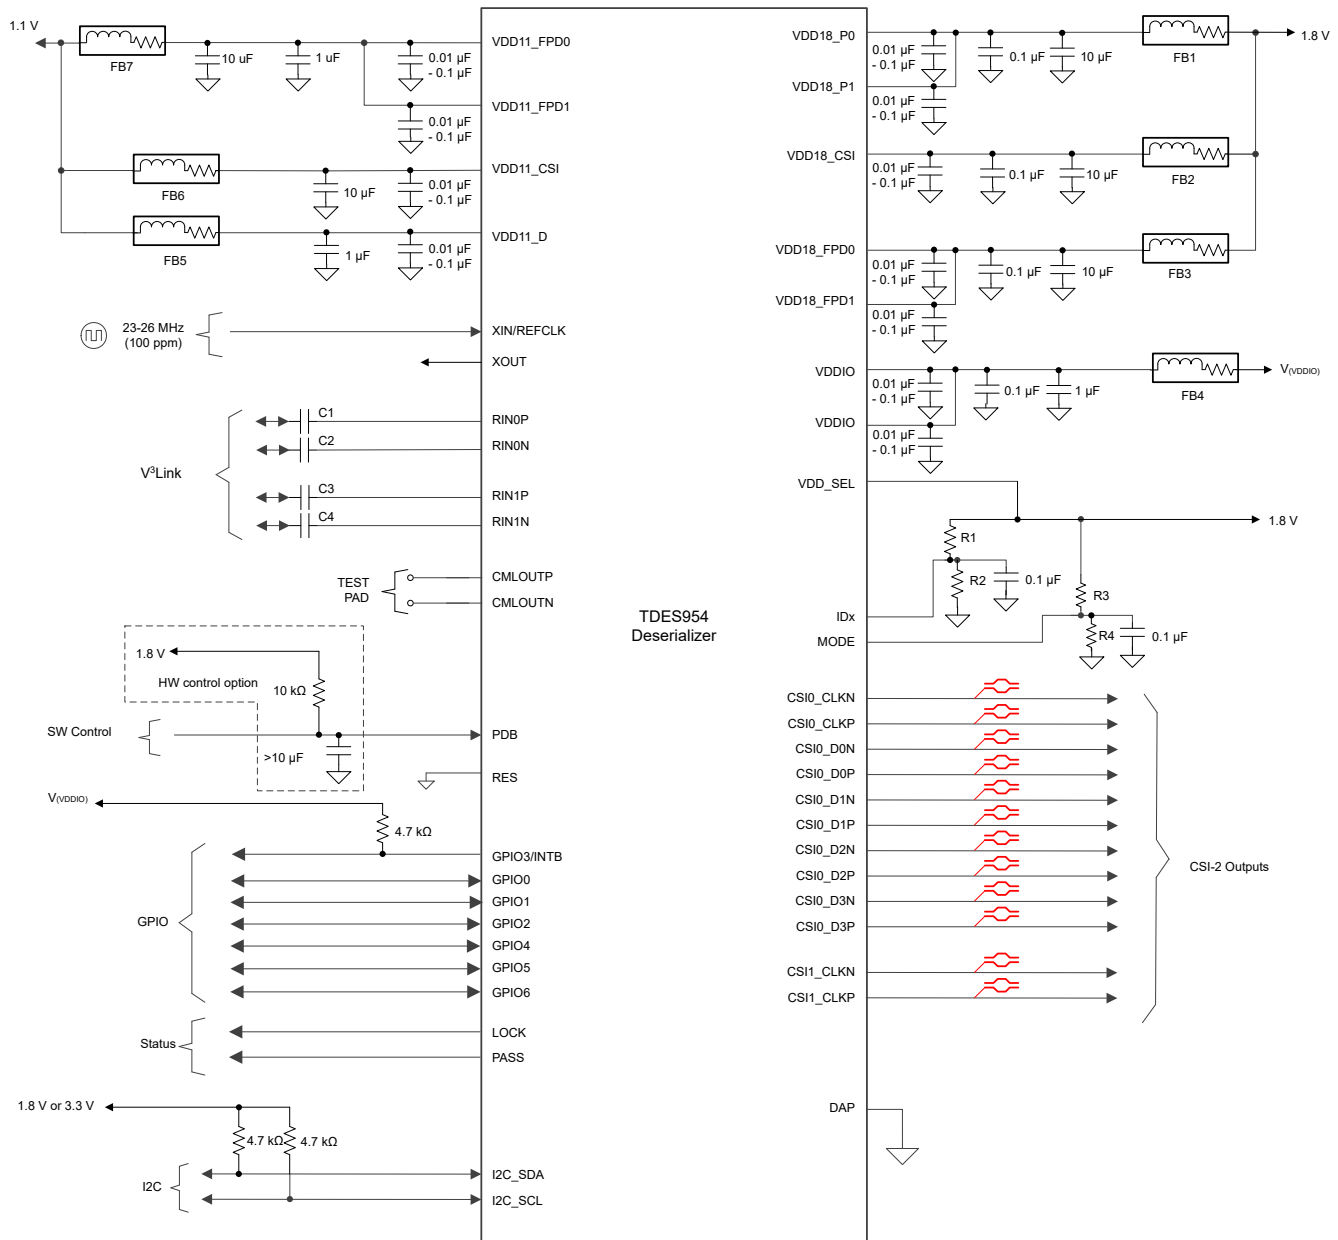 1.1 V
FB7
10 uF
1 uF
0.01 µF
- 0.1 µF
VDD11_FPD0
0.01 µF
- 0.1 µF
VDD11_FPD1
FB6
10 µF
0.01 µF
- 0.1 µF
VDD11_CSI
FB5
1 µF
0.01 µF
- 0.1 µF
VDD11_D
23-26 MHz
(100 ppm)
XIN/REFCLK
XOUT
V³Link
C1
RIN0P
C2
RIN0N
C3
RIN1P
C4
RIN1N
TEST
PAD
CMLOUTP
CMLOUTN
1.8 V
HW control option
10 kΩ
SW Control
>10 µF
PDB
RES
V(VDDIO)
4.7 kΩ
GPIO
GPIO3/INTB
GPIO0
GPIO1
GPIO2
GPIO4
GPIO5
GPIO6
Status
LOCK
PASS
1.8 V or 3.3 V
4.7 kΩ
4.7 kΩ
I2C
I2C_SDA
I2C_SCL
TDES954
Deserializer
VDD18_P0
0.01 µF
- 0.1 µF
0.1 µF
10 µF
FB1
1.8 V
VDD18_P1
0.01 µF
- 0.1 µF
VDD18_CSI
0.01 µF
- 0.1 µF
0.1 µF
10 µF
FB2
VDD18_FPD0
0.01 µF
- 0.1 µF
0.1 µF
10 µF
FB3
VDD18_FPD1
0.01 µF
- 0.1 µF
VDDIO
0.01 µF
- 0.1 µF
0.1 µF
1 µF
FB4
V(VDDIO)
VDDIO
0.01 µF
- 0.1 µF
VDD_SEL
1.8 V
R1
R2
0.1 µF
R3
IDx
MODE
R4
0.1 µF
CSI0_CLKN
CSI0_CLKP
CSI0_D0N
CSI0_D0P
CSI0_D1N
CSI0_D1P
CSI0_D2N
CSI0_D2P
CSI0_D3N
CSI0_D3P
CSI1_CLKN
CSI1_CLKP
CSI-2 Outputs
DAP